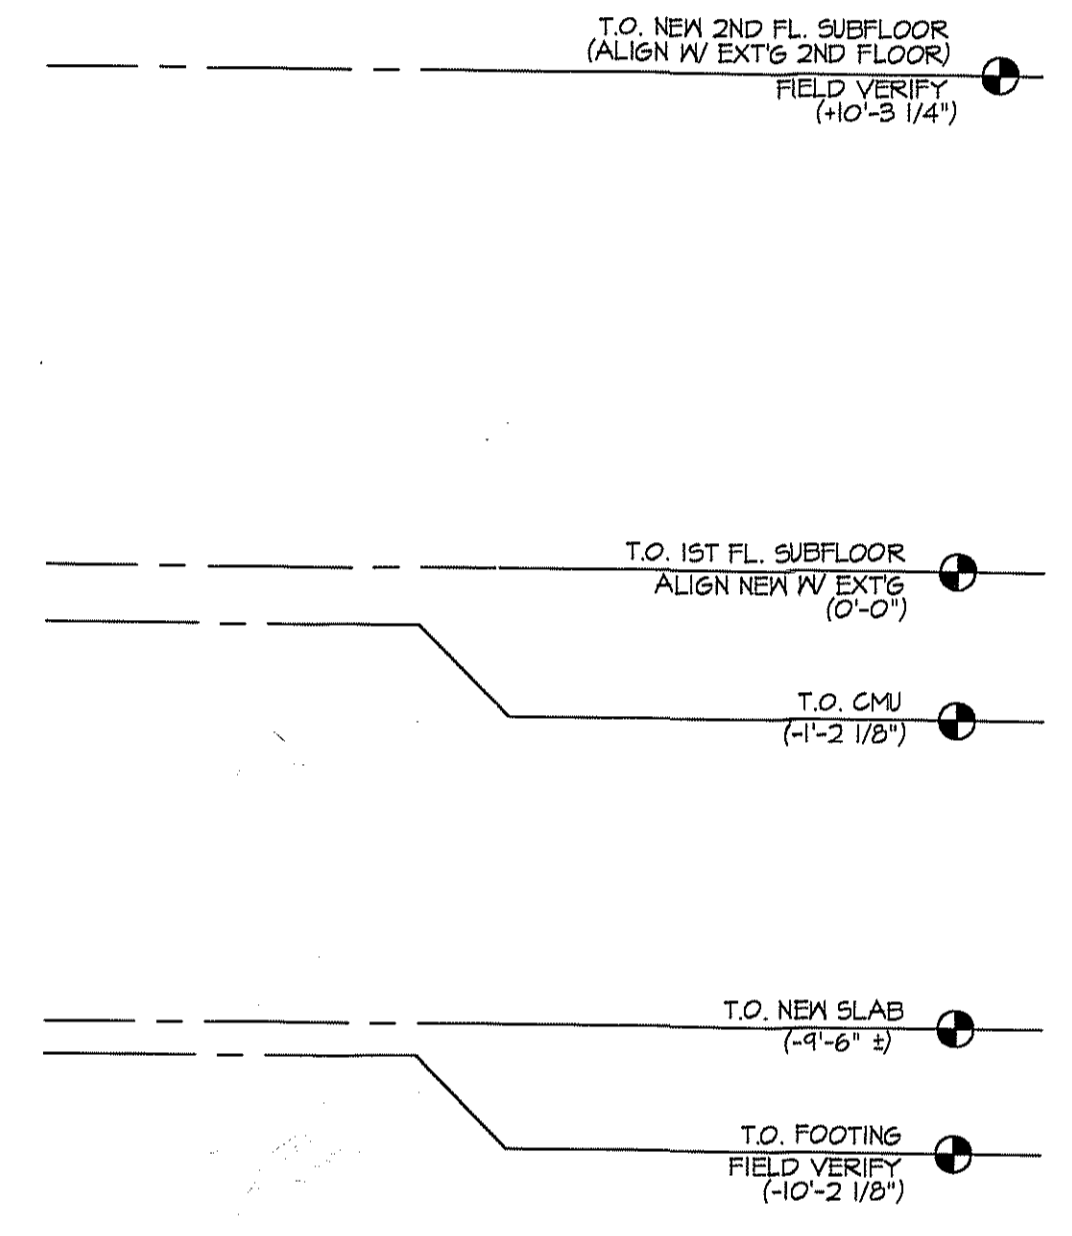 T.O. NEW 2ND FL. SUBFLOOR
(ALIGN W/ EXT'G 2ND FLOOR)
FIELD VERIFY
(+10'-3 1/4")
T.O. 1ST FL. SUBFLOOR
ALIGN NEW W/ EXT'G
(0'-0")
T.O. CMU
(-1'-2 1/8")
T.O. NEW SLAB
(-9'-6" ±)
T.O. FOOTING
FIELD VERIFY
(-10'-2 1/8")